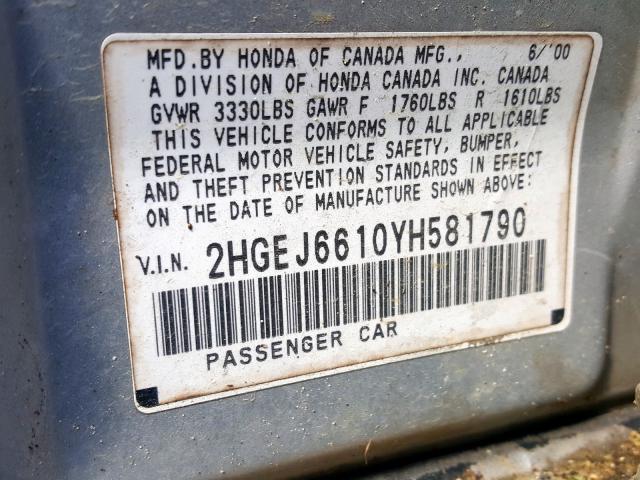 MFD.BY HONDA OF CANADA MFG., 6/'00
A DIVISION OF HONDA CANADA INC. CANADA
GVWR 3330LBS GAWR F 1760LBS R 1610LBS
THIS VEHICLE CONFORMS TO ALL APPLICABLE
FEDERAL MOTOR VEHICLE SAFETY, BUMPER,
AND THEFT PREVENTION STANDARDS IN EFFECT
ON THE DATE OF MANUFACTURE SHOWN ABOVE:
V.I.N. 2HGEJ6610YH581790
PASSENGER CAR